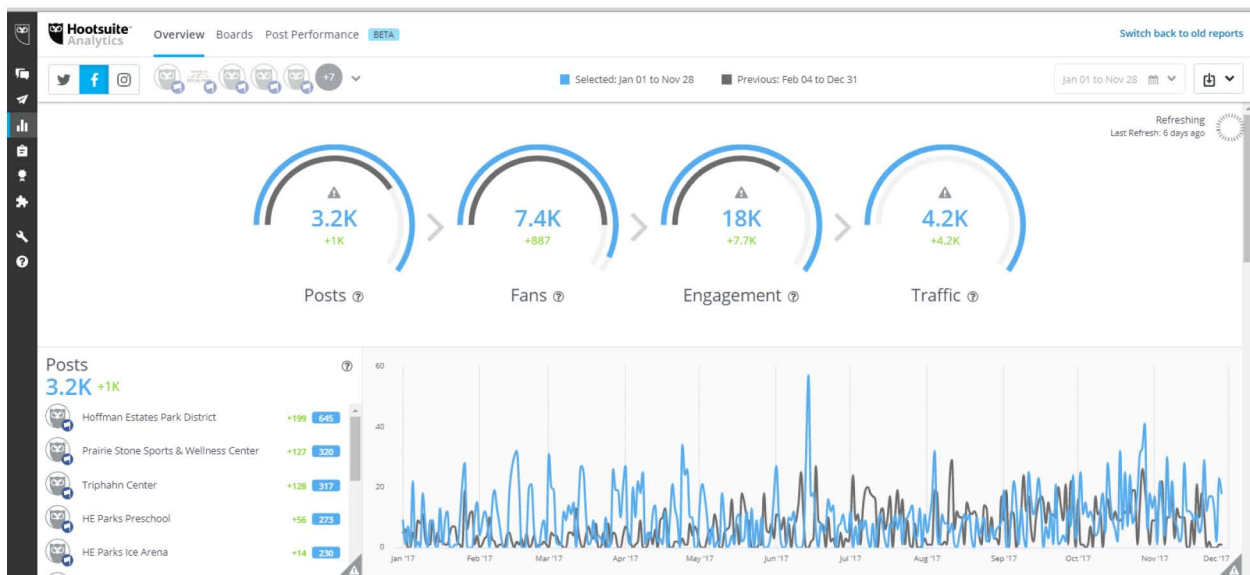 Hootsuite™
Analytics
Overview Boards Post Performance BETA
Switch back to old reports
+7
Selected: Jan 01 to Nov 28 Previous: Feb 04 to Dec 31
Jan 01 to Nov 28
Refreshing
Last Refresh: 6 days ago
3.2K
+1K
Posts ?
7.4K
+887
Fans ?
18K
+7.7K
Engagement ?
4.2K
+4.2K
Traffic ?
Posts ?
3.2K +1K
Hoffman Estates Park District +199 645
Prairie Stone Sports & Wellness Center +127 320
Triphahn Center +128 317
HE Parks Preschool +56 273
HE Parks Ice Arena +14 230
60
40
20
0
Jan '17 Feb '17 Mar '17 Apr '17 May '17 Jun '17 Jul '17 Aug '17 Sep '17 Oct '17 Nov '17 Dec '17